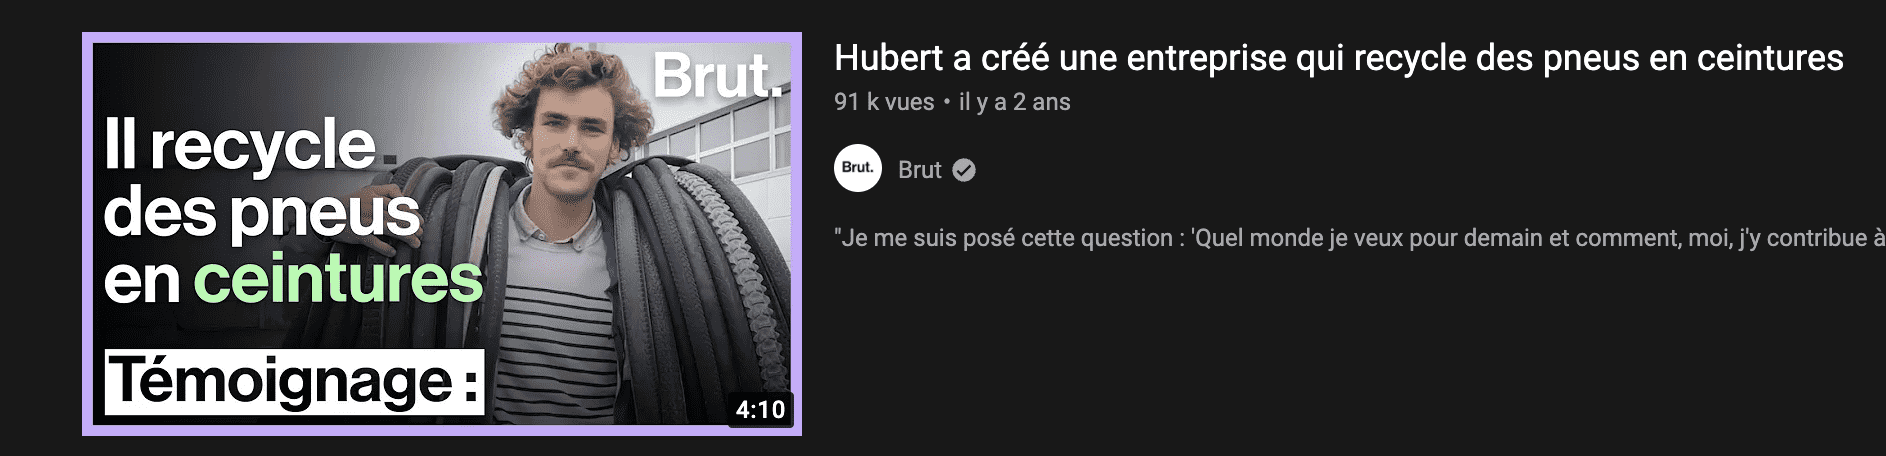 Brut.
Il recycle
des pneus
en ceintures
Témoignage :
4:10
Hubert a créé une entreprise qui recycle des pneus en ceintures
91 k vues • il y a 2 ans
Brut.
Brut
"Je me suis posé cette question : 'Quel monde je veux pour demain et comment, moi, j'y contribue à